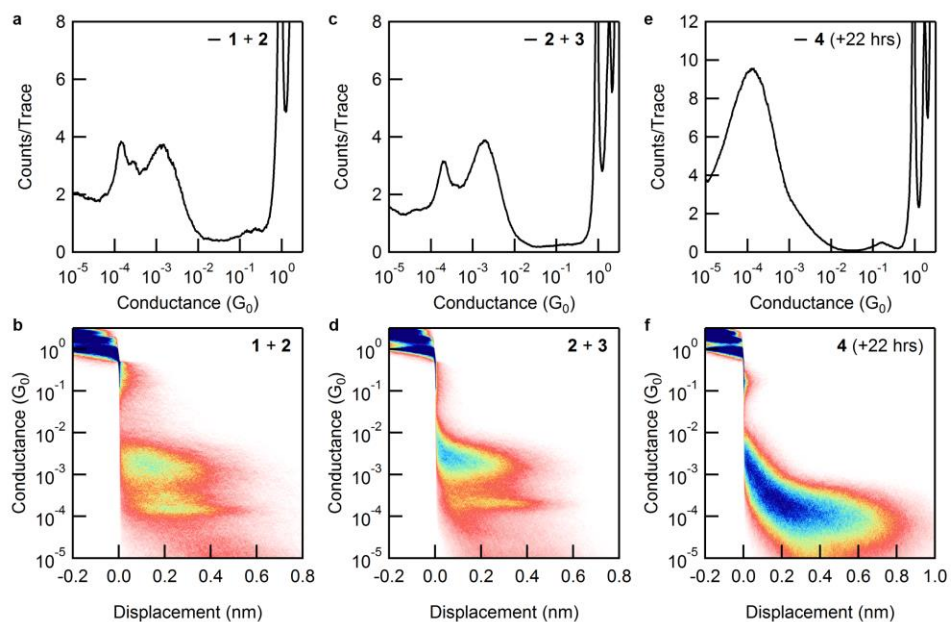 a
8
6
4
2
0
Counts/Trace
— 1 + 2
10⁻⁵ 10⁻⁴ 10⁻³ 10⁻² 10⁻¹ 10⁰
Conductance (G₀)
c
8
6
4
2
0
Counts/Trace
— 2 + 3
10⁻⁵ 10⁻⁴ 10⁻³ 10⁻² 10⁻¹ 10⁰
Conductance (G₀)
e
12
10
8
6
4
2
0
Counts/Trace
— 4 (+22 hrs)
10⁻⁵ 10⁻⁴ 10⁻³ 10⁻² 10⁻¹ 10⁰
Conductance (G₀)
b
1 + 2
10⁰
10⁻¹
10⁻²
10⁻³
10⁻⁴
10⁻⁵
Conductance (G₀)
-0.2 0.0 0.2 0.4 0.6 0.8
Displacement (nm)
d
2 + 3
10⁰
10⁻¹
10⁻²
10⁻³
10⁻⁴
10⁻⁵
Conductance (G₀)
-0.2 0.0 0.2 0.4 0.6 0.8
Displacement (nm)
f
4 (+22 hrs)
10⁰
10⁻¹
10⁻²
10⁻³
10⁻⁴
10⁻⁵
Conductance (G₀)
-0.2 0.0 0.2 0.4 0.6 0.8 1.0
Displacement (nm)